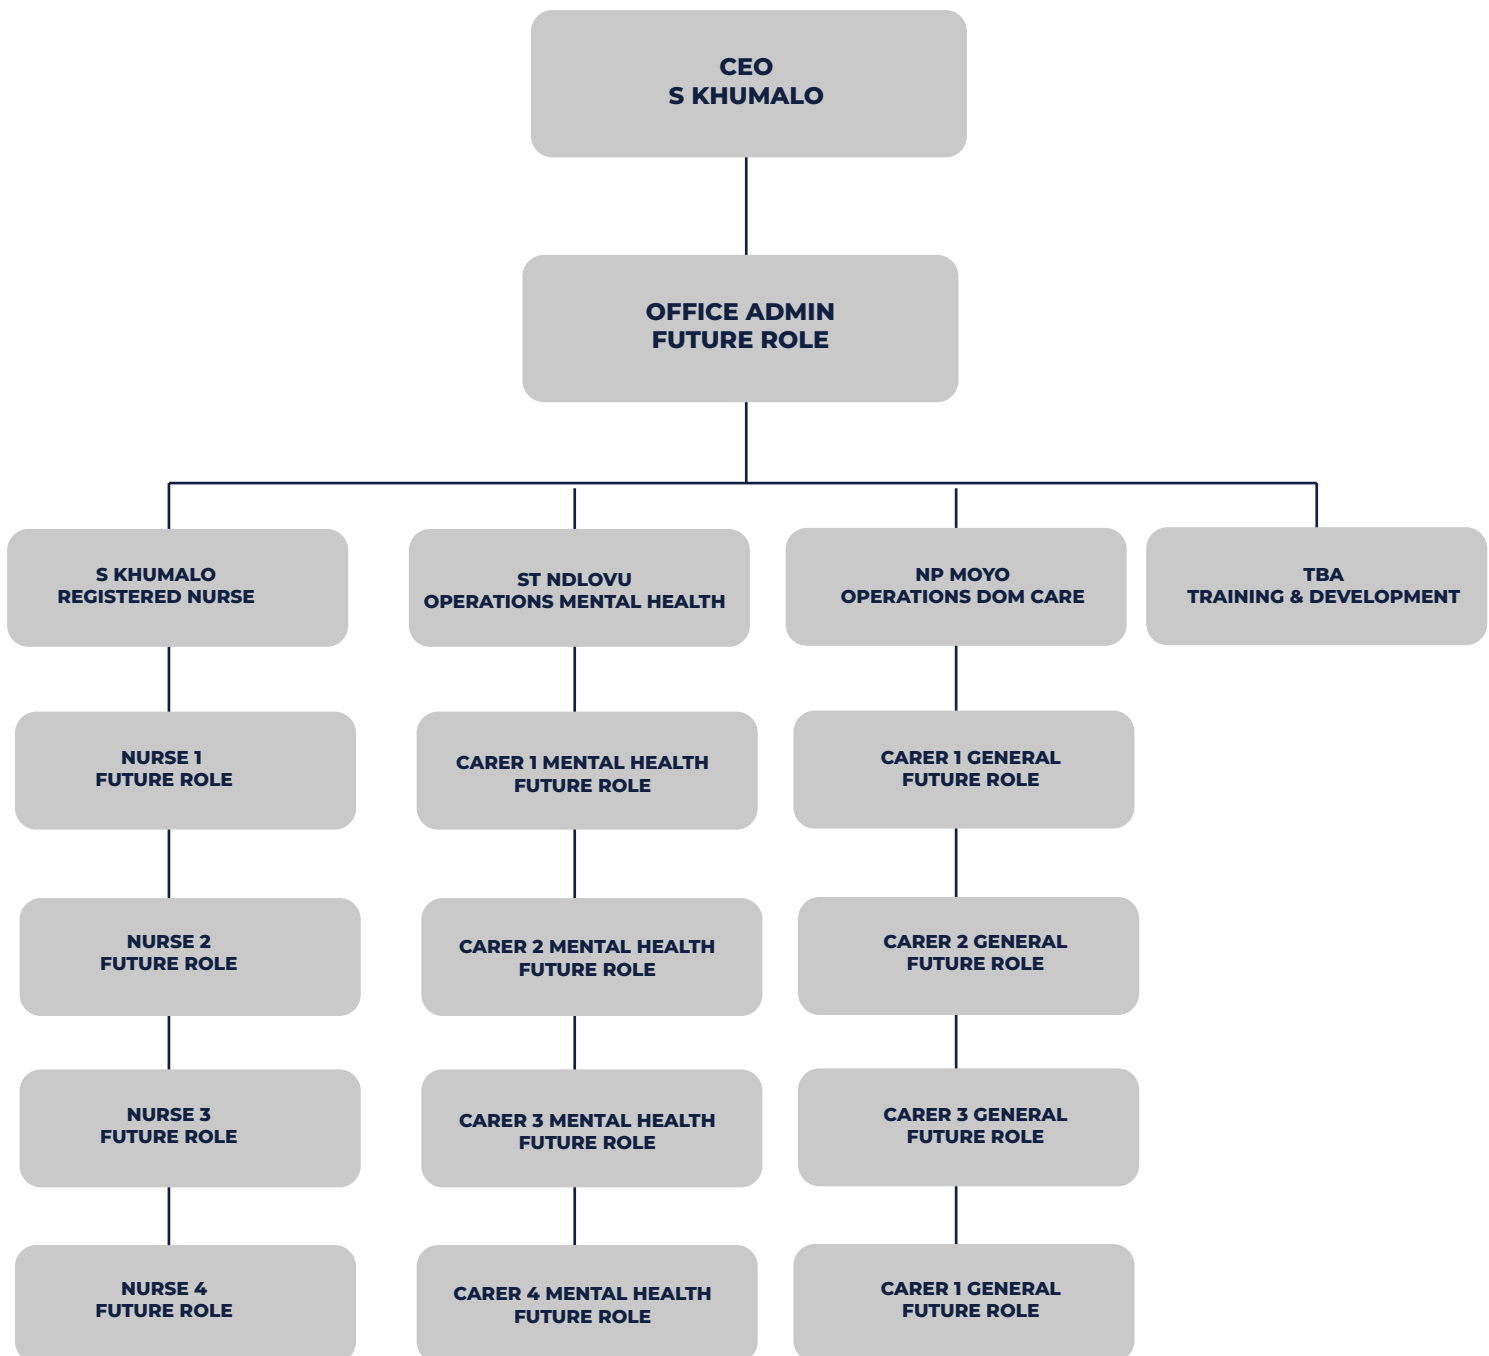 CEO
S KHUMALO
OFFICE ADMIN
FUTURE ROLE
S KHUMALO
REGISTERED NURSE
ST NDLOVU
OPERATIONS MENTAL HEALTH
NP MOYO
OPERATIONS DOM CARE
TBA
TRAINING & DEVELOPMENT
NURSE 1
FUTURE ROLE
CARER 1 MENTAL HEALTH
FUTURE ROLE
CARER 1 GENERAL
FUTURE ROLE
NURSE 2
FUTURE ROLE
CARER 2 MENTAL HEALTH
FUTURE ROLE
CARER 2 GENERAL
FUTURE ROLE
NURSE 3
FUTURE ROLE
CARER 3 MENTAL HEALTH
FUTURE ROLE
CARER 3 GENERAL
FUTURE ROLE
NURSE 4
FUTURE ROLE
CARER 4 MENTAL HEALTH
FUTURE ROLE
CARER 1 GENERAL
FUTURE ROLE